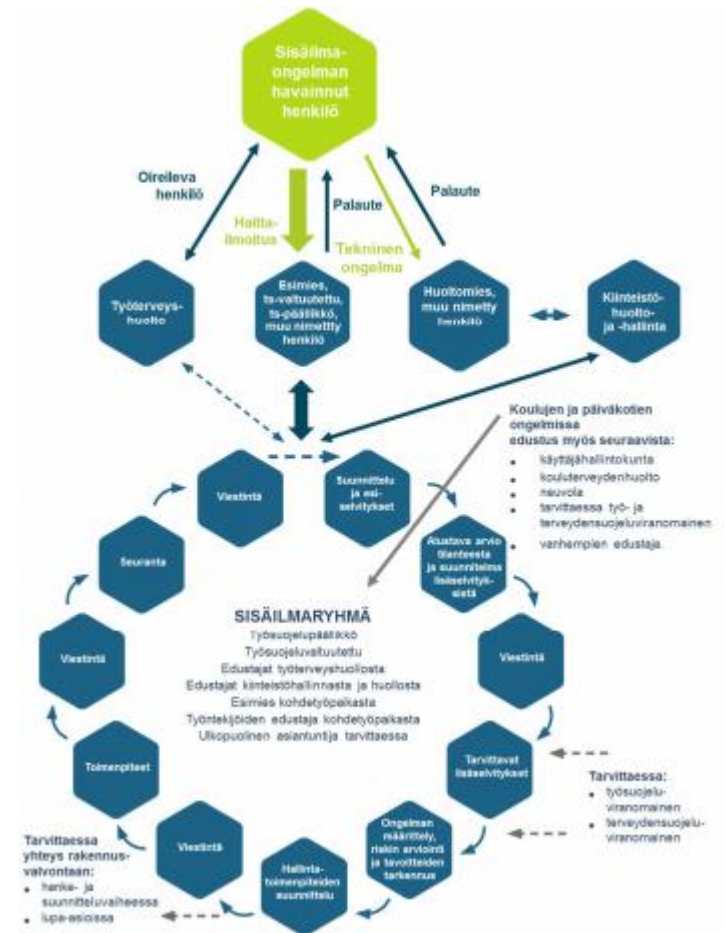 Sisäilma-
ongelman
havainnut
henkilö
Oireileva
henkilö
Haitta-
ilmoitus
Palaute
Tekninen
ongelma
Palaute
Työterveys-
huolto
Esimies,
ts-valtuutettu,
ts-päällikkö,
muu nimettty
henkilö
Huoltomies,
muu nimetty
henkilö
Kiinteistö-
huolto-
ja -hallinta
Koulujen ja päiväkotien
ongelmissa
edustus myös seuraavista:
• käyttäjähallintokunta
• kouluterveydenhuolto
• neuvola
• tarvittaessa työ- ja
terveydensuojeluviranomainen
• vanhempien edustaja
Viestintä
Suunnittelu
ja esi-
selvitykset
Seuranta
Alustava arvio
tilanteesta
ja suunnitelma
lisäselvityk-
sistä
SISÄILMARYHMÄ
Työsuojelupäällikkö
Työsuojeluvaltuutettu
Edustajat työterveyshuollosta
Edustajat kiinteistöhallinnasta ja huollosta
Esimies kohdetyöpaikasta
Työntekijöiden edustaja kohdetyöpaikasta
Ulkopuolinen asiantuntija tarvittaessa
Viestintä
Viestintä
Toimenpiteet
Tarvittavat
lisäselvitykset
Tarvittaessa:
• työsuojelu-
viranomainen
• terveydensuojelu-
viranomainen
Viestintä
Ongelman
määrittely,
riskin arviointi
ja tavoitteiden
tarkennus
Hallinta-
toimenpiteiden
suunnittelu
Tarvittaessa
yhteys rakennus-
valvontaan:
• hanke- ja
suunnitteluvaiheessa
• lupa-asioissa